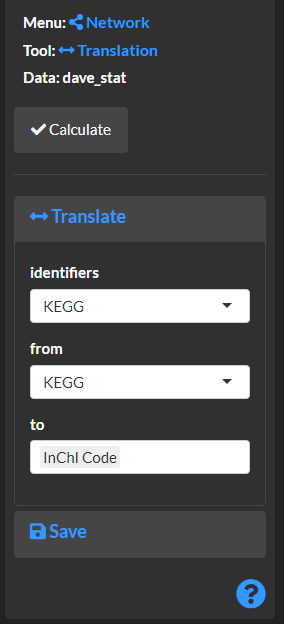 Menu: Network
Tool: Translation
Data: dave_stat
Calculate
Translate
identifiers
KEGG
from
KEGG
to
InChI Code
Save
?